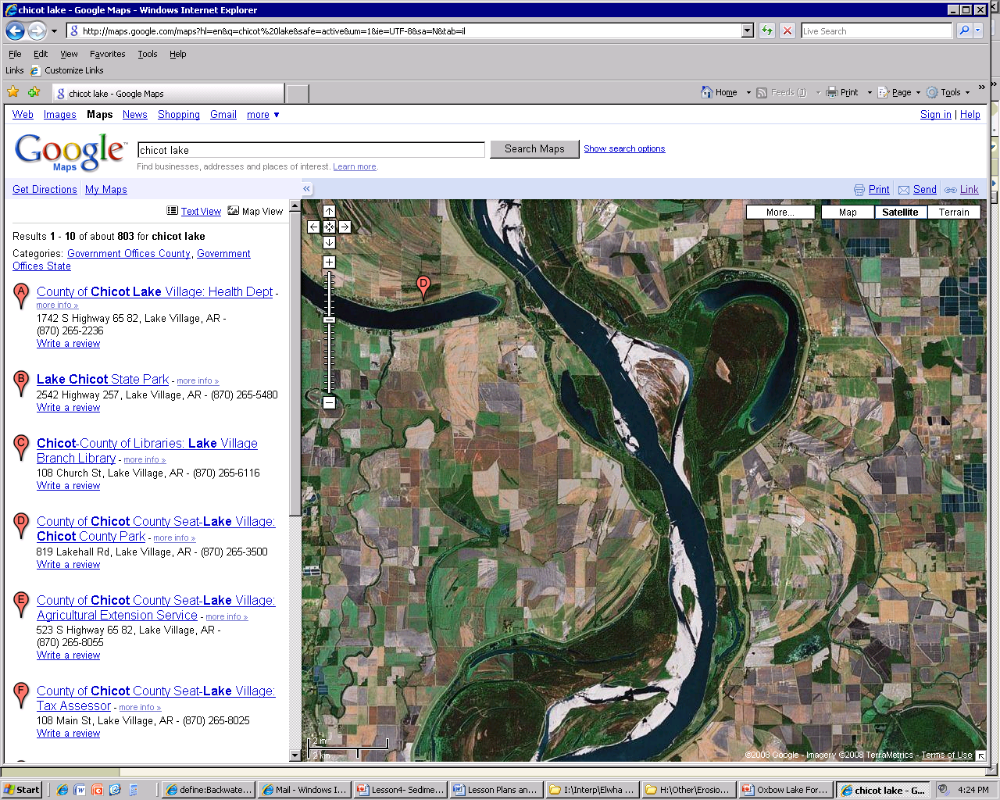 chicot lake - Google Maps - Windows Internet Explorer
http://maps.google.com/maps?hl=en&q=chicot%20lake&safe=active&um=1&ie=UTF-8&sa=N&tab=il
Live Search
File Edit View Favorites Tools Help
Links Customize Links
chicot lake - Google Maps
Home Feeds (J) Print Page Tools
Web Images Maps News Shopping Gmail more ▼
Sign in | Help
Google Maps
chicot lake
Search Maps
Show search options
Find businesses, addresses and places of interest. Learn more.
Get Directions My Maps
Print Send Link
Text View Map View
More... Map Satellite Terrain
Results 1 - 10 of about 803 for chicot lake
Categories: Government Offices County, Government
Offices State
A County of Chicot Lake Village: Health Dept -
more info »
1742 S Highway 65 82, Lake Village, AR -
(870) 265-2236
Write a review
B Lake Chicot State Park - more info »
2542 Highway 257, Lake Village, AR - (870) 265-5480
Write a review
C Chicot-County of Libraries: Lake Village
Branch Library - more info »
108 Church St, Lake Village, AR - (870) 265-6116
Write a review
D County of Chicot County Seat-Lake Village:
Chicot County Park - more info »
819 Lakehall Rd, Lake Village, AR - (870) 265-3500
Write a review
E County of Chicot County Seat-Lake Village:
Agricultural Extension Service - more info »
523 S Highway 65 82, Lake Village, AR -
(870) 265-8055
Write a review
F County of Chicot County Seat-Lake Village:
Tax Assessor - more info »
108 Main St, Lake Village, AR - (870) 265-8025
Write a review
D
2 mi
2 km
©2008 Google - Imagery ©2008 TerraMetrics - Terms of Use
Start
define:Backwate...
Mail - Windows I...
Lesson4- Sedime...
Lesson Plans an...
I:\Interp\Elwha ...
H:\Other\Erosio...
Oxbow Lake For...
chicot lake - G...
4:24 PM